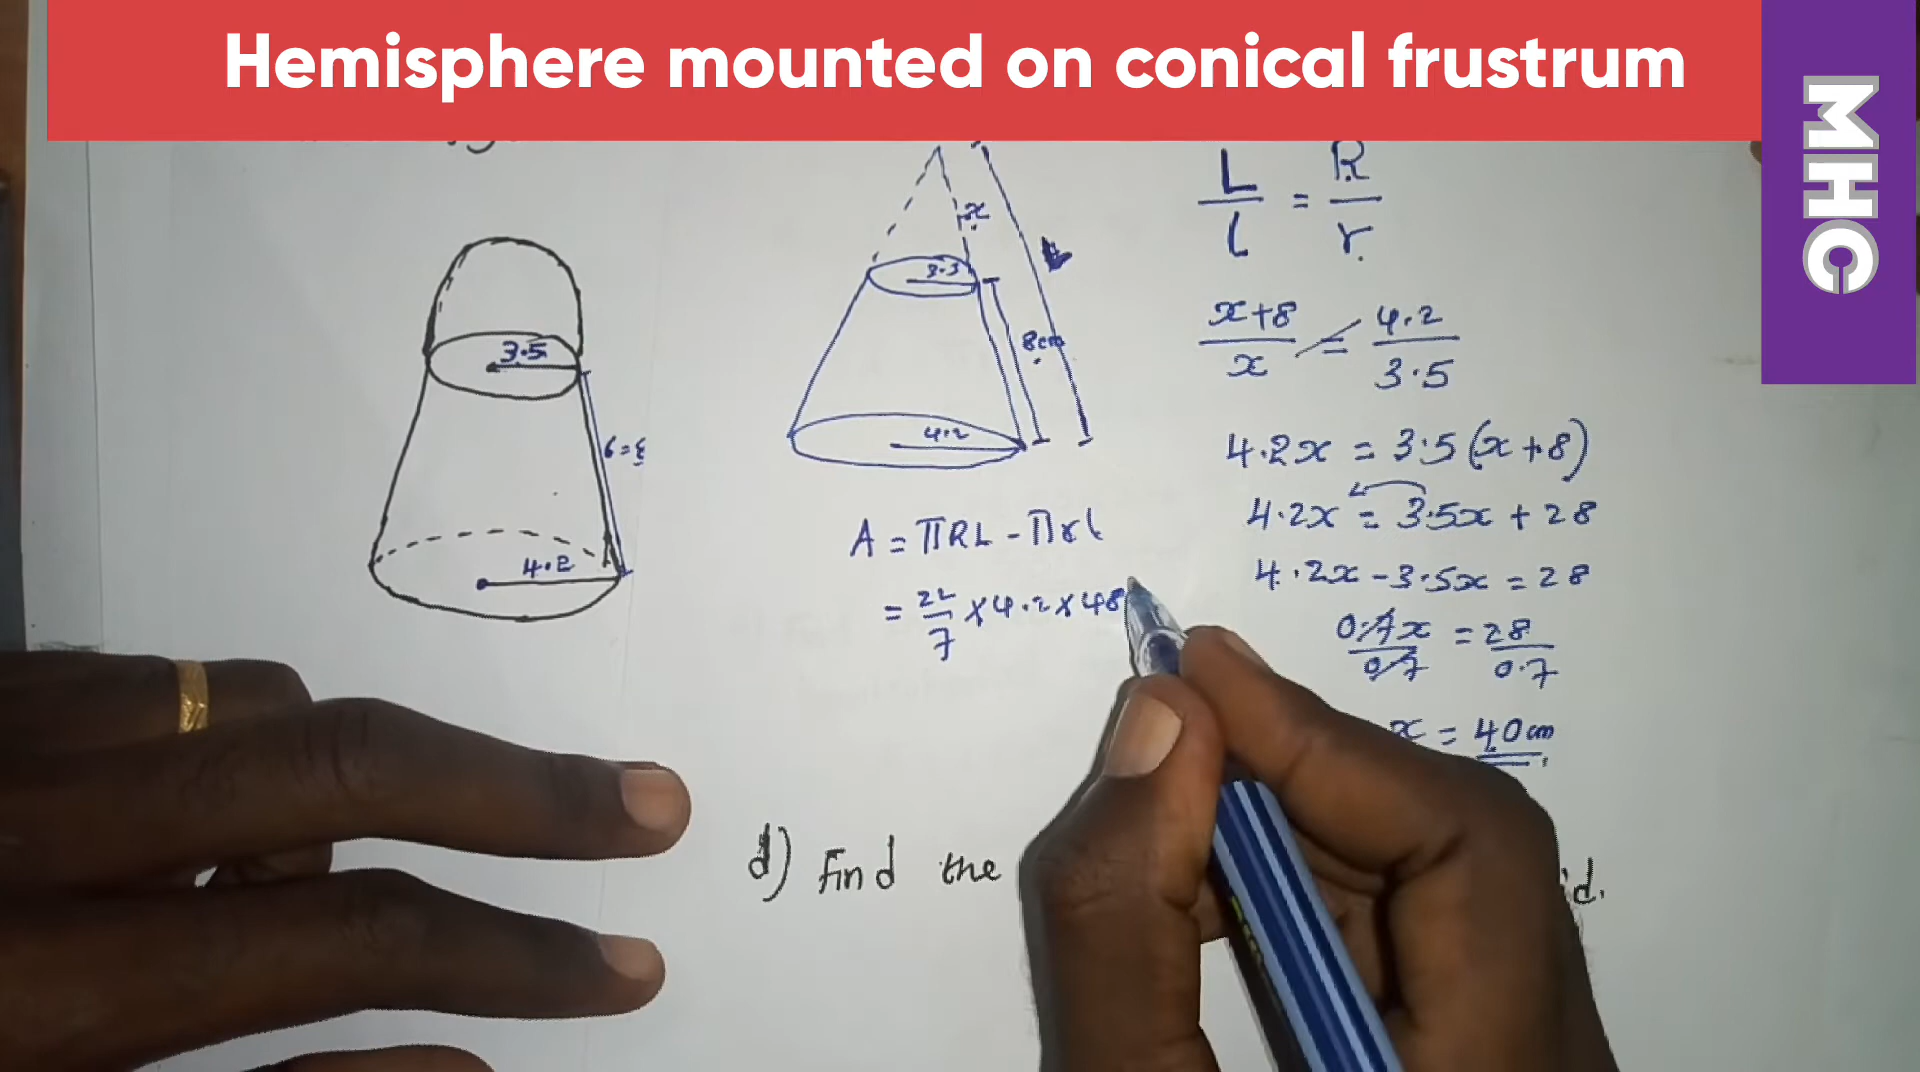 Hemisphere mounted on conical frustrum
MHC
3.5
4.2
x
3.5
8cm
4.2
L/l = R/r
x+8/x = 4.2/3.5
4.2x = 3.5(x+8)
4.2x = 3.5x + 28
4.2x - 3.5x = 28
0.7x/0.7 = 28/0.7
x = 40cm
A = πRL - πrl
= 22/7 x 4.2 x 48
d) Find the
id.